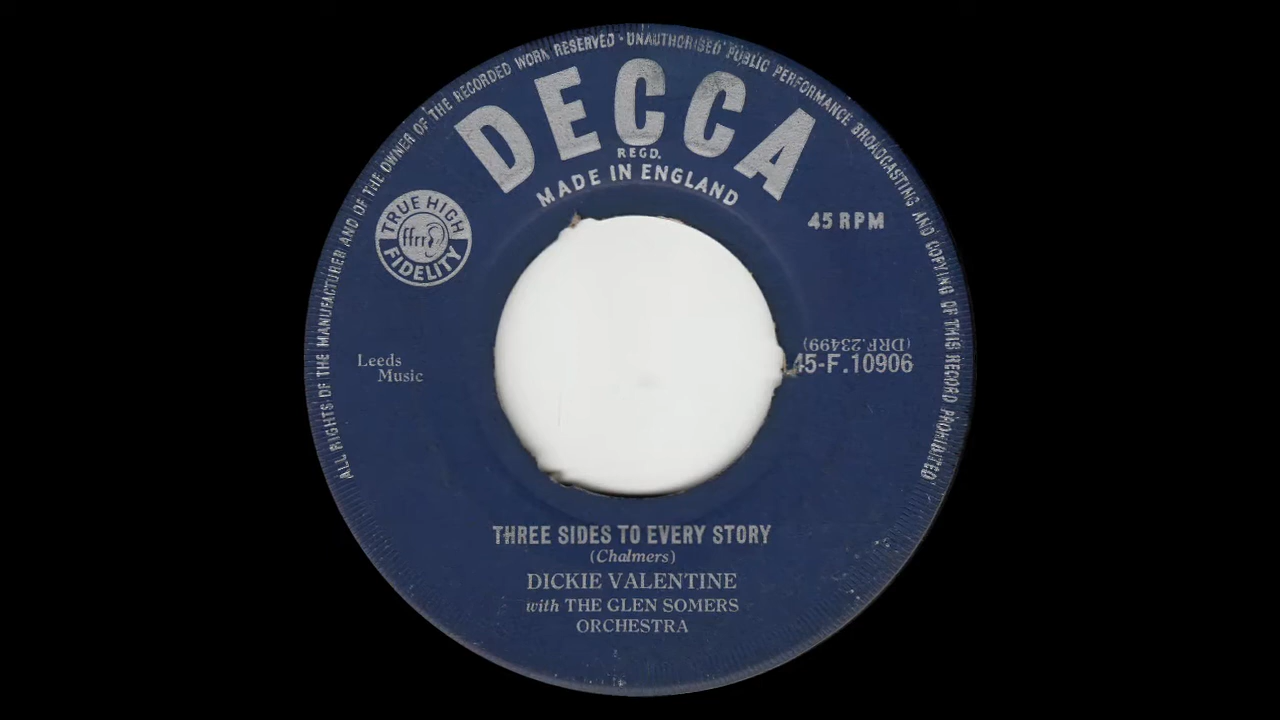 ALL RIGHTS OF THE MANUFACTURER AND OF THE OWNER OF THE RECORDED WORK RESERVED · UNAUTHORISED PUBLIC PERFORMANCE BROADCASTING AND COPYING OF THIS RECORD PROHIBITED
DECCA
REGD.
MADE IN ENGLAND
TRUE HIGH
ffrr
FIDELITY
45 RPM
(DRF.23499)
45-F.10906
Leeds
Music
THREE SIDES TO EVERY STORY
(Chalmers)
DICKIE VALENTINE
with THE GLEN SOMERS
ORCHESTRA